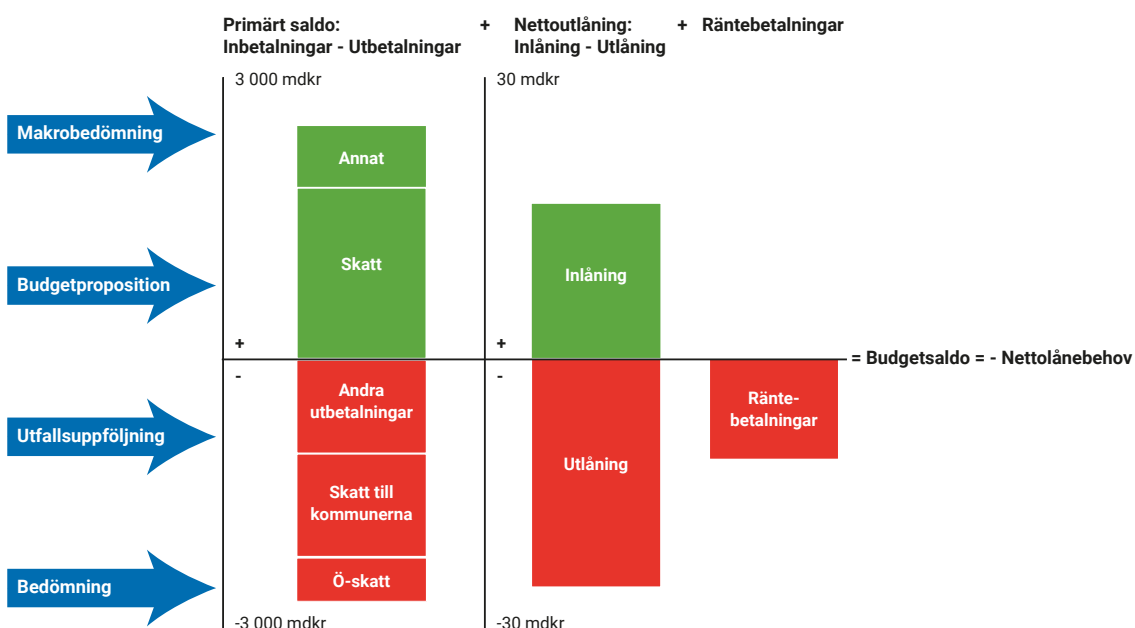 Primärt saldo:
Inbetalningar - Utbetalningar
+
Nettoutlåning:
Inlåning - Utlåning
+
Räntebetalningar
3 000 mdkr
30 mdkr
Makrobedömning
Budgetproposition
Utfallsuppföljning
Bedömning
Annat
Skatt
+
-
Andra
utbetalningar
Skatt till
kommunerna
Ö-skatt
-3 000 mdkr
Inlåning
+
-
Utlåning
-30 mdkr
Ränte-
betalningar
= Budgetsaldo = - Nettolånebehov